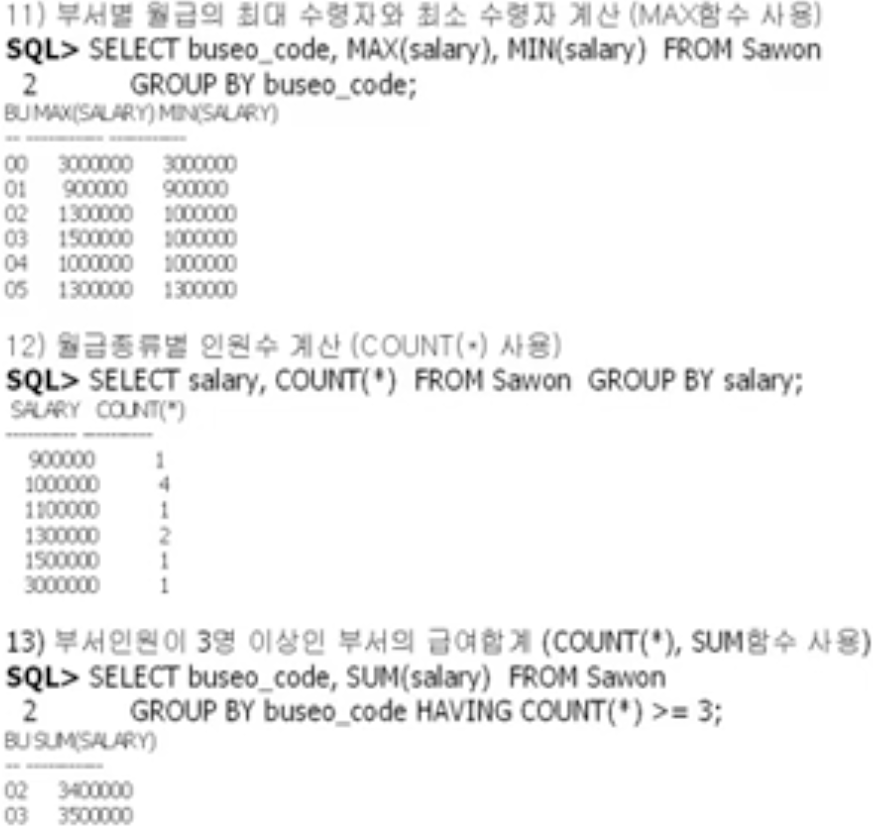 11) 부서별 월급의 최대 수령자와 최소 수령자 계산 (MAX함수 사용)
SQL> SELECT buseo_code, MAX(salary), MIN(salary) FROM Sawon
2 GROUP BY buseo_code;
BU MAX(SALARY) MIN(SALARY)
-- ----------- -----------
00 3000000 3000000
01 900000 900000
02 1300000 1000000
03 1500000 1000000
04 1000000 1000000
05 1300000 1300000
12) 월급종류별 인원수 계산 (COUNT(*) 사용)
SQL> SELECT salary, COUNT(*) FROM Sawon GROUP BY salary;
SALARY COUNT(*)
---------- ----------
900000 1
1000000 4
1100000 1
1300000 2
1500000 1
3000000 1
13) 부서인원이 3명 이상인 부서의 급여합계 (COUNT(*), SUM함수 사용)
SQL> SELECT buseo_code, SUM(salary) FROM Sawon
2 GROUP BY buseo_code HAVING COUNT(*) >= 3;
BU SUM(SALARY)
-- -----------
02 3400000
03 3500000